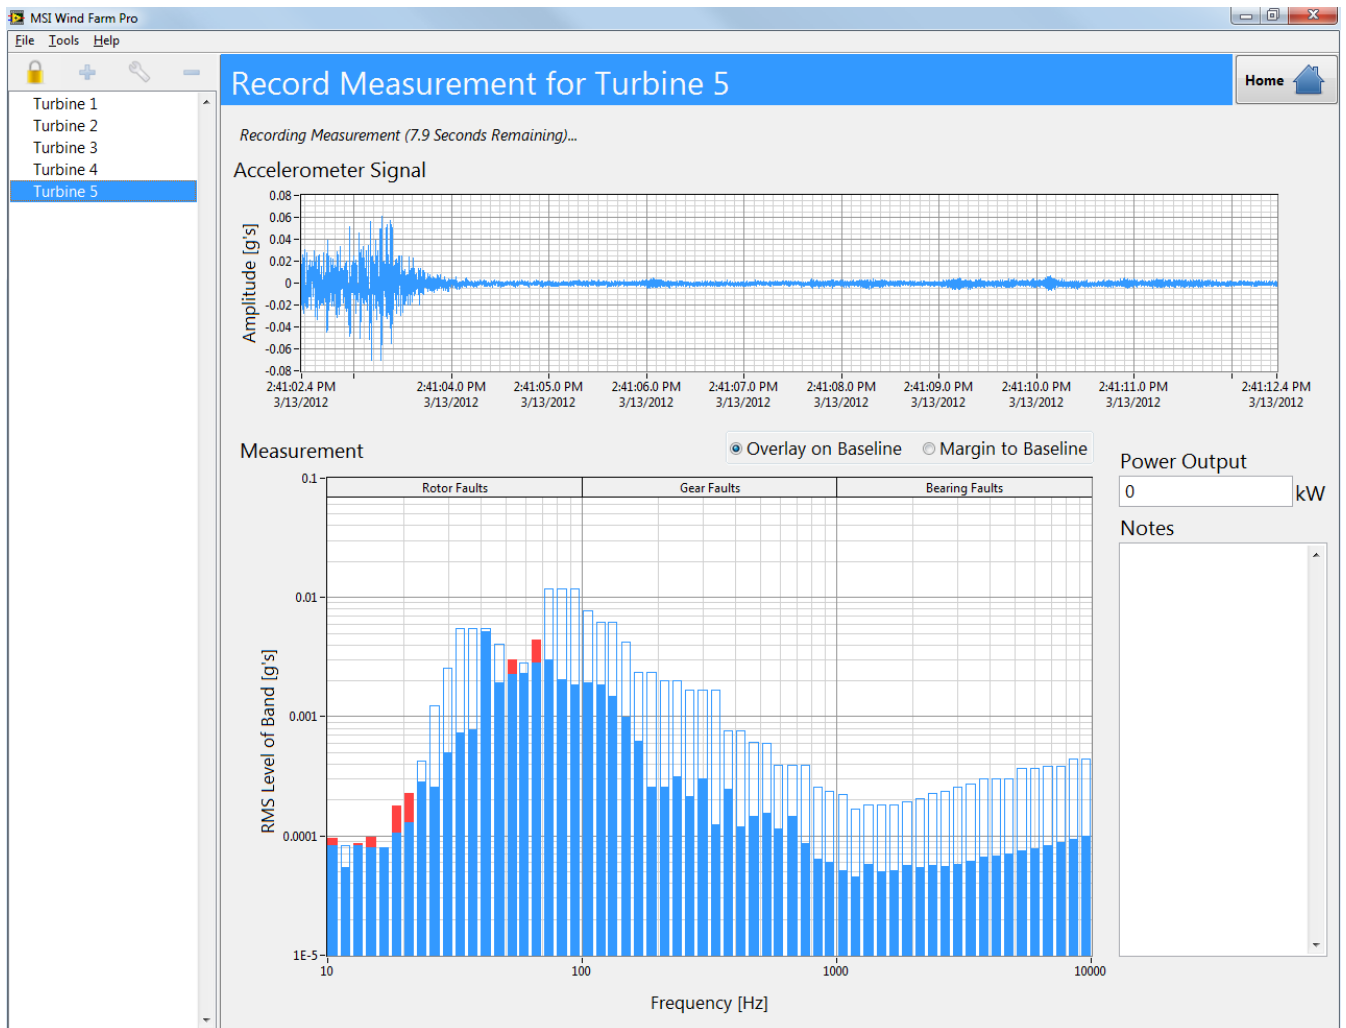 MSI Wind Farm Pro
File Tools Help
Turbine 1
Turbine 2
Turbine 3
Turbine 4
Turbine 5
Record Measurement for Turbine 5
Home
Recording Measurement (7.9 Seconds Remaining)...
Accelerometer Signal
Amplitude [g's]
0.08
0.06
0.04
0.02
0
-0.02
-0.04
-0.06
-0.08
2:41:02.4 PM 2:41:04.0 PM 2:41:05.0 PM 2:41:06.0 PM 2:41:07.0 PM 2:41:08.0 PM 2:41:09.0 PM 2:41:10.0 PM 2:41:11.0 PM 2:41:12.4 PM
3/13/2012 3/13/2012 3/13/2012 3/13/2012 3/13/2012 3/13/2012 3/13/2012 3/13/2012 3/13/2012 3/13/2012
Measurement
Overlay on Baseline Margin to Baseline
Rotor Faults Gear Faults Bearing Faults
RMS Level of Band [g's]
0.1
0.01
0.001
0.0001
1E-5
10 100 1000 10000
Frequency [Hz]
Power Output
0 kW
Notes